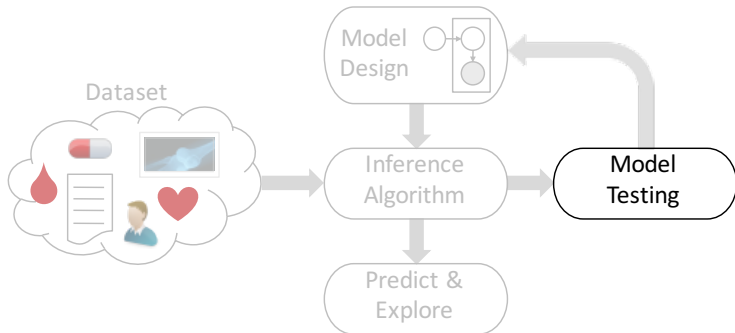 Model
Design
Dataset
Inference
Algorithm
Model
Testing
Predict &
Explore